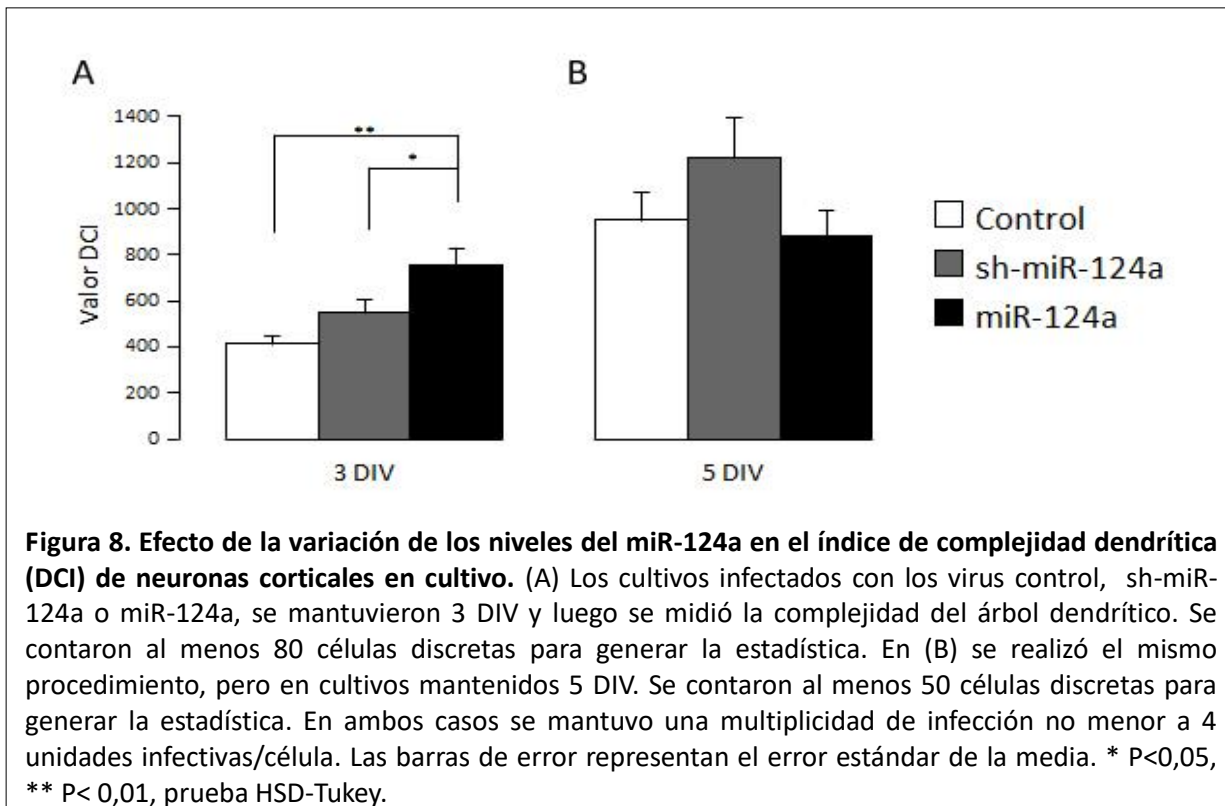 A
B
1400
1200
1000
800
600
400
200
0
Valor DCI
**
*
3 DIV
5 DIV
Control
sh-miR-124a
miR-124a
Figura 8. Efecto de la variación de los niveles del miR-124a en el índice de complejidad dendrítica
(DCI) de neuronas corticales en cultivo. (A) Los cultivos infectados con los virus control, sh-miR-
124a o miR-124a, se mantuvieron 3 DIV y luego se midió la complejidad del árbol dendrítico. Se
contaron al menos 80 células discretas para generar la estadística. En (B) se realizó el mismo
procedimiento, pero en cultivos mantenidos 5 DIV. Se contaron al menos 50 células discretas para
generar la estadística. En ambos casos se mantuvo una multiplicidad de infección no menor a 4
unidades infectivas/célula. Las barras de error representan el error estándar de la media. * P<0,05,
** P< 0,01, prueba HSD-Tukey.